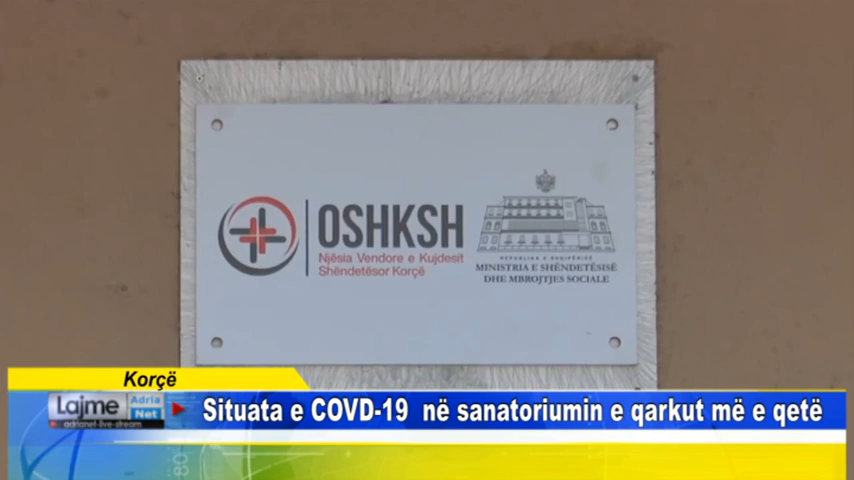 OSHKSH
Njësia Vendore e Kujdesit
Shëndetësor Korçë
REPUBLIKA E SHQIPËRISË
MINISTRIA E SHËNDETËSISË
DHE MBROJTJES SOCIALE
Korçë
Lajme Adria Net
adrianet-live-stream
Situata e COVD-19 në sanatoriumin e qarkut më e qetë